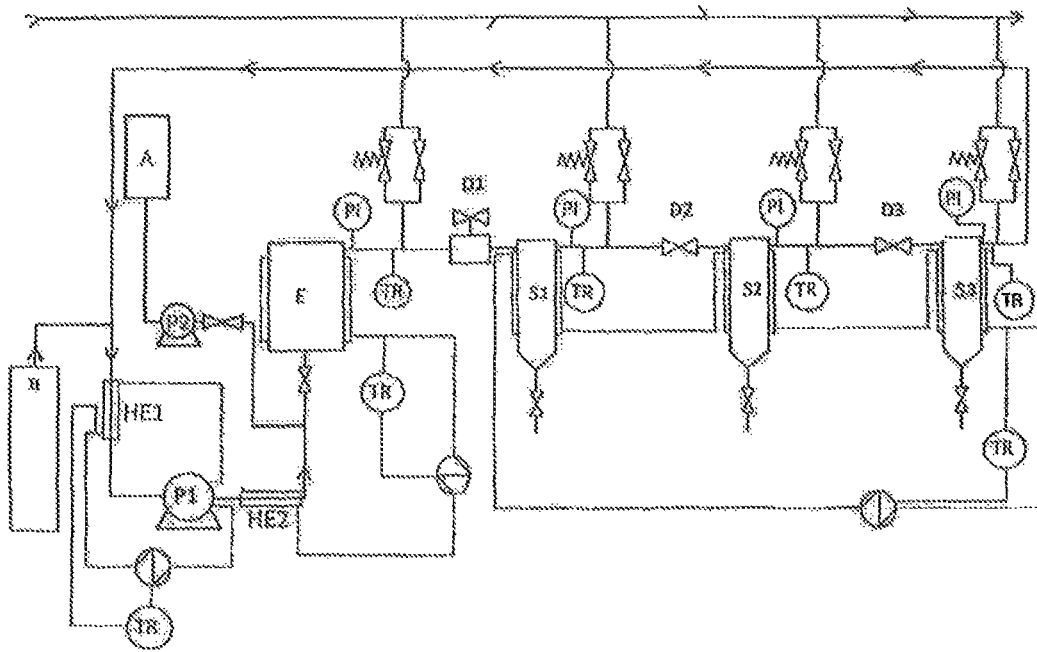 A
D1
PI
PI
D2
PI
D3
PI
E
TR
S1
TR
S2
TR
S3
TR
P2
HE1
TR
TR
P1
HE2
TR